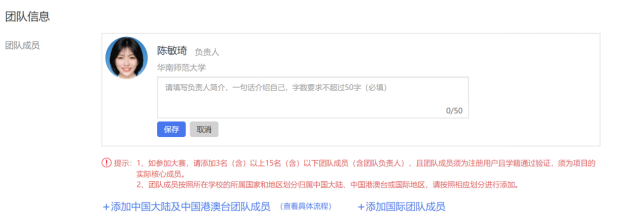 团队信息
团队成员
陈敏琦 负责人
华南师范大学
请填写负责人简介，一句话介绍自己，字数要求不超过50字（必填）
0/50
保存 取消
提示：1、如参加大赛，请添加3名（含）以上15名（含）以下团队成员（含团队负责人），且团队成员须为注册用户且学籍通过验证，须为项目的
实际核心成员。
2、团队成员按照所在学校的所属国家和地区划分归属中国大陆、中国港澳台或国际地区，请按照相应划分进行添加。
+添加中国大陆及中国港澳台团队成员 （查看具体流程） +添加国际团队成员